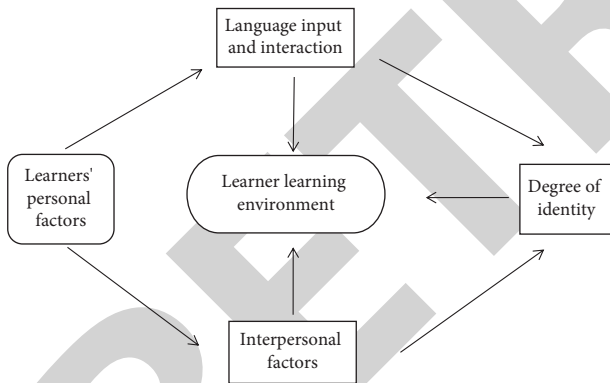 Language input
and interaction
Learners'
personal
factors
Learner learning
environment
Degree of
identity
Interpersonal
factors